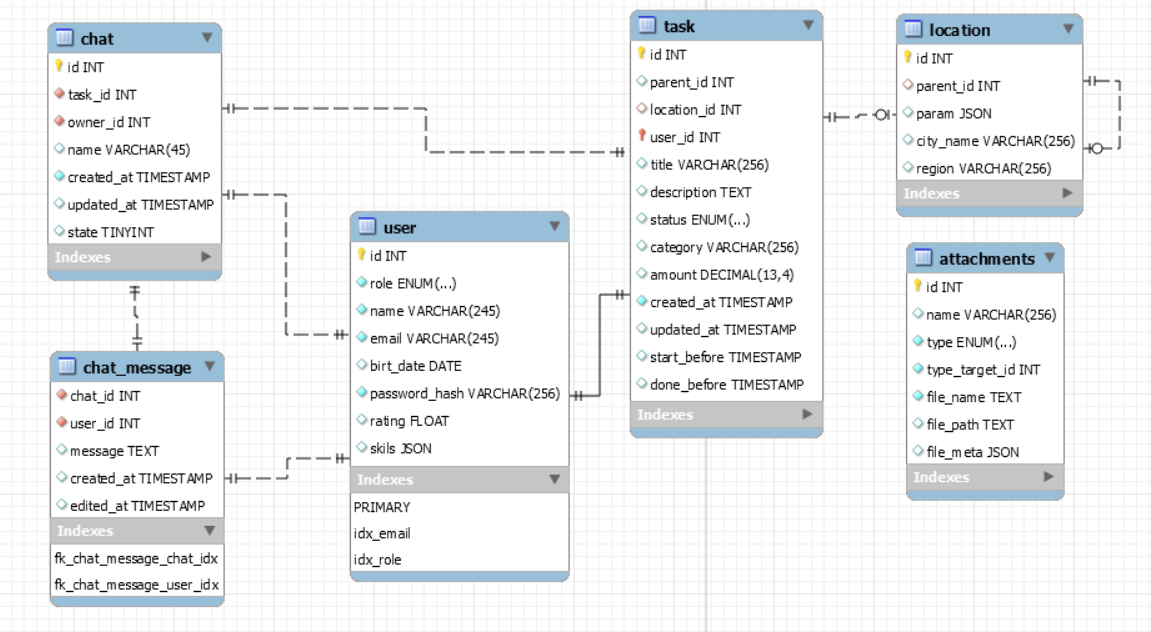 chat
id INT
task_id INT
owner_id INT
name VARCHAR(45)
created_at TIMESTAMP
updated_at TIMESTAMP
state TINYINT
Indexes
chat_message
chat_id INT
user_id INT
message TEXT
created_at TIMESTAMP
edited_at TIMESTAMP
Indexes
fk_chat_message_chat_idx
fk_chat_message_user_idx
user
id INT
role ENUM(...)
name VARCHAR(245)
email VARCHAR(245)
birt_date DATE
password_hash VARCHAR(256)
rating FLOAT
skils JSON
Indexes
PRIMARY
idx_email
idx_role
task
id INT
parent_id INT
location_id INT
user_id INT
title VARCHAR(256)
description TEXT
status ENUM(...)
category VARCHAR(256)
amount DECIMAL(13,4)
created_at TIMESTAMP
updated_at TIMESTAMP
start_before TIMESTAMP
done_before TIMESTAMP
Indexes
location
id INT
parent_id INT
param JSON
city_name VARCHAR(256)
region VARCHAR(256)
Indexes
attachments
id INT
name VARCHAR(256)
type ENUM(...)
type_target_id INT
file_name TEXT
file_path TEXT
file_meta JSON
Indexes